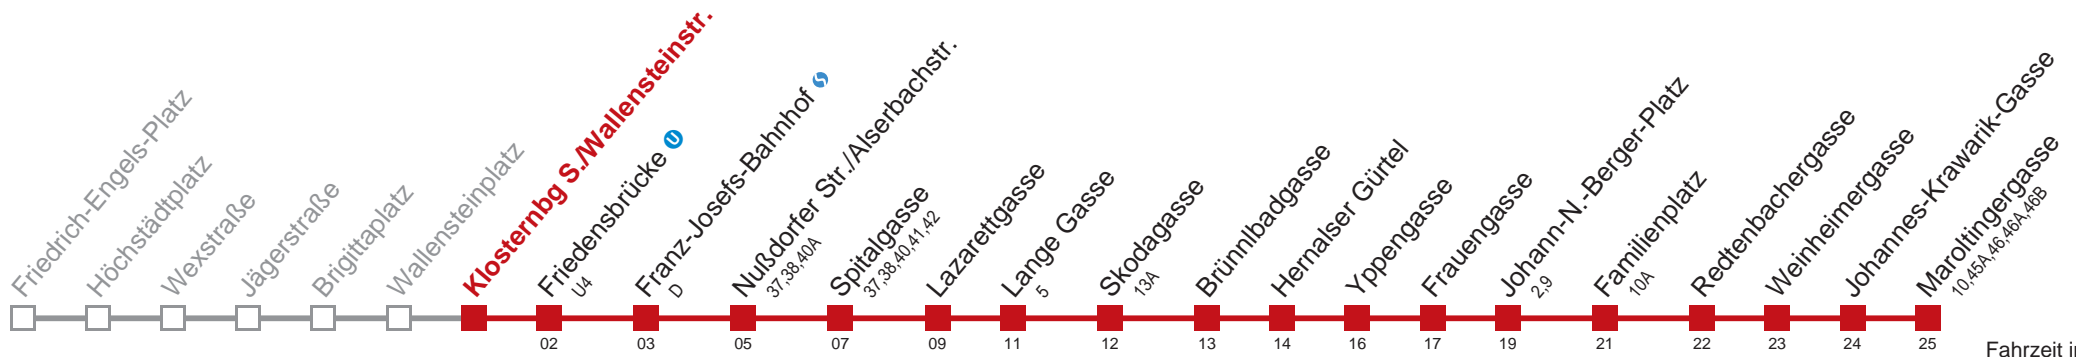 Friedrich-Engels-Platz
Höchstädtplatz
Wexstraße
Jägerstraße
Brigittaplatz
Wallensteinplatz
Klosternbg S./Wallensteinstr.
Friedensbrücke U
U4
Franz-Josefs-Bahnhof
D
Nußdorfer Str./Alserbachstr.
37,38,40A
Spitalgasse
37,38,40,41,42
Lazarettgasse
Lange Gasse
5
Skodagasse
13A
Brünnlbadgasse
Hernalser Gürtel
Yppengasse
Frauengasse
Johann-N.-Berger-Platz
2,9
Familienplatz
10A
Redtenbachergasse
Weinheimergasse
Johannes-Krawarik-Gasse
Maroltingergasse
10,45A,46,46A,46B
02 03 05 07 09 11 12 13 14 16 17 19 21 22 23 24 25
Fahrzeit in